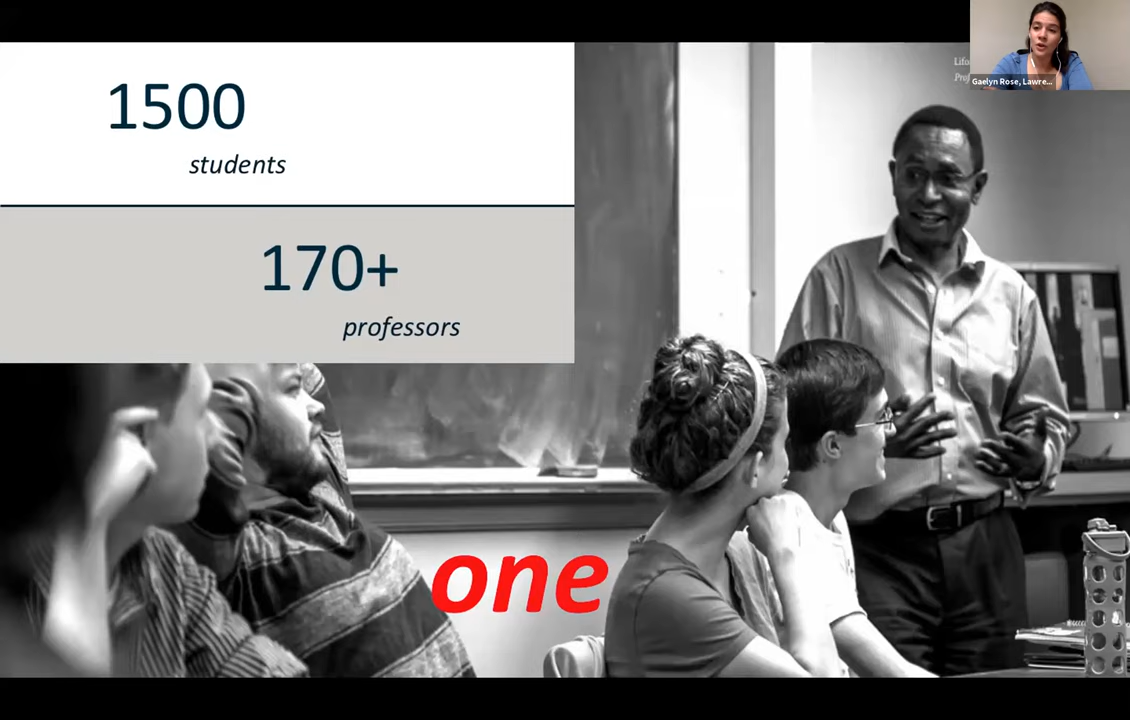 1500
students
170+
professors
one
Gaelyn Rose, Lawre...